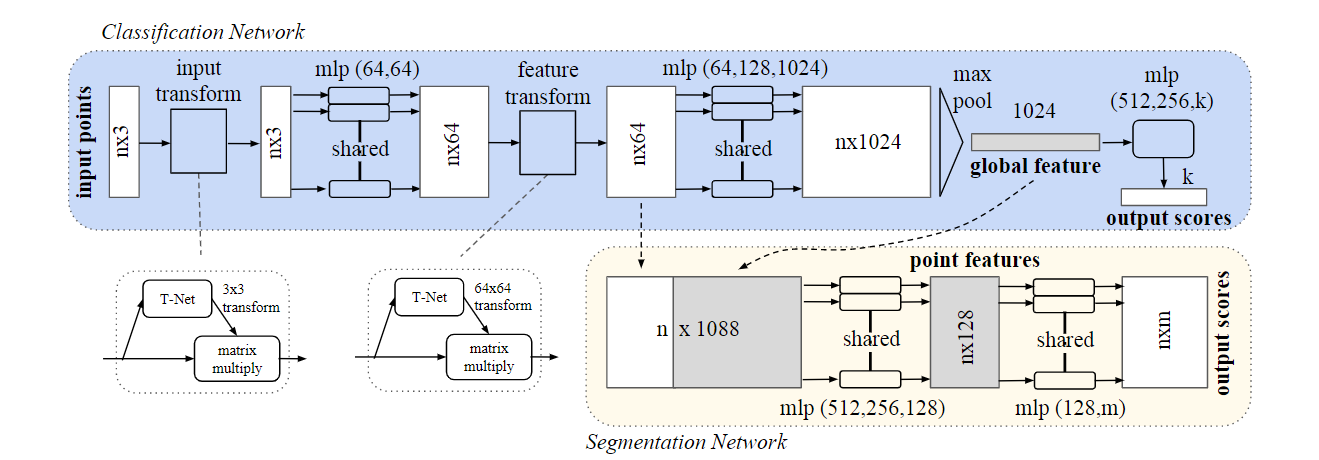 Classification Network
input points
nx3
input
transform
nx3
mlp (64,64)
shared
nx64
feature
transform
nx64
mlp (64,128,1024)
shared
nx1024
max
pool
1024
global feature
mlp
(512,256,k)
k
output scores
T-Net
3x3
transform
matrix
multiply
T-Net
64x64
transform
matrix
multiply
point features
n x 1088
shared
mlp (512,256,128)
nx128
shared
mlp (128,m)
nxm
output scores
Segmentation Network